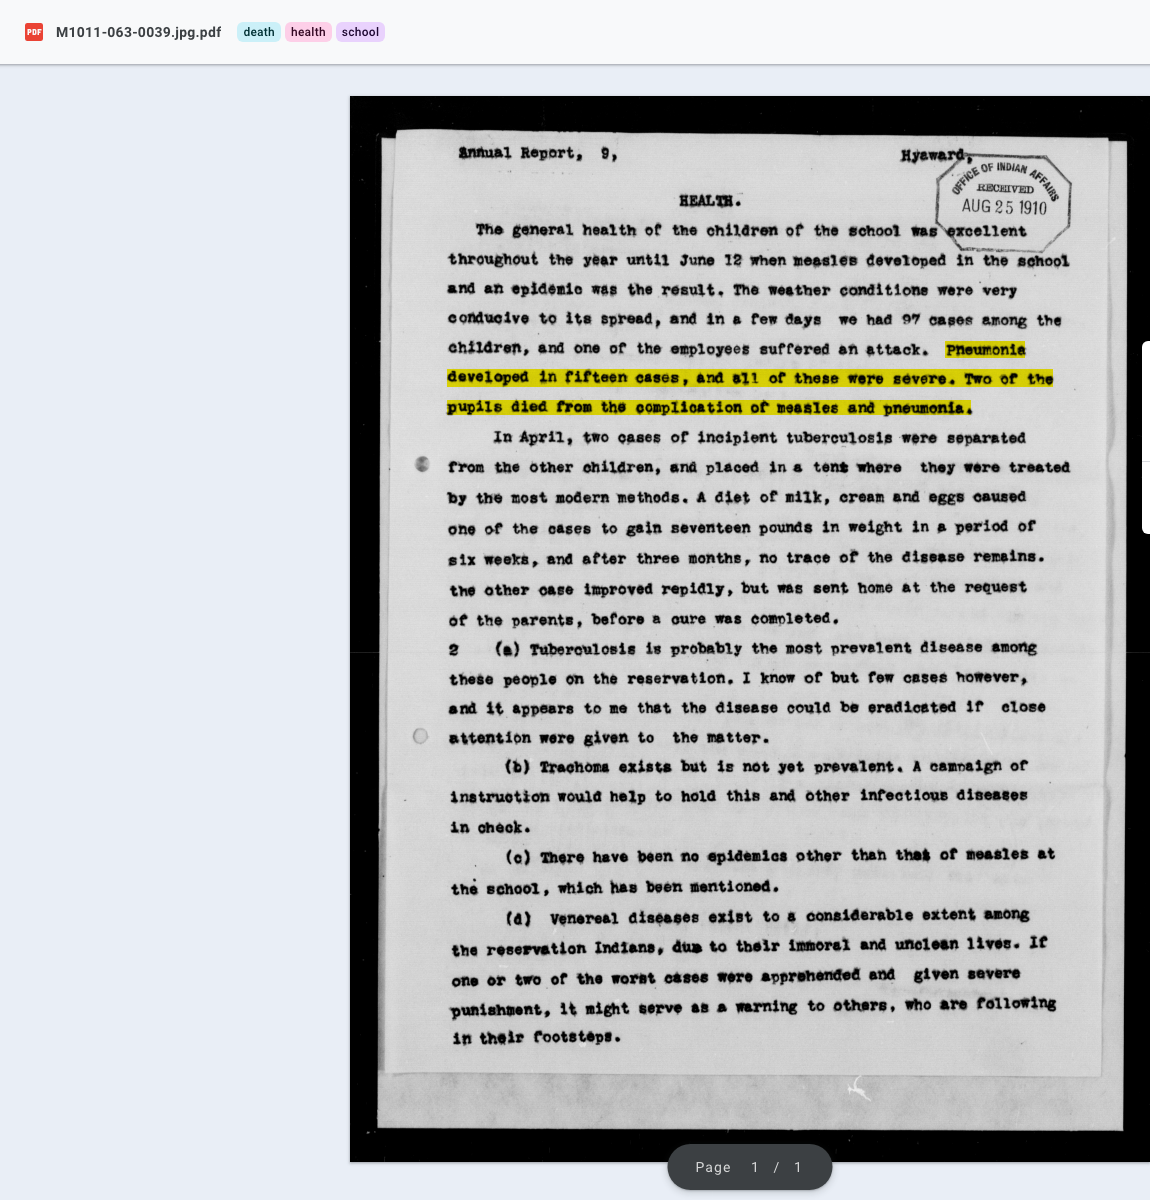 PDF M1011-063-0039.jpg.pdf death health school
Annual Report, 9, Hyaward,
OFFICE OF INDIAN AFFAIRS
RECEIVED
AUG 25 1910
HEALTH.
The general health of the children of the school was excellent
throughout the year until June 12 when measles developed in the school
and an epidemic was the result. The weather conditions were very
conducive to its spread, and in a few days we had 97 cases among the
children, and one of the employees suffered an attack. Pneumonia
developed in fifteen cases, and all of these were severe. Two of the
pupils died from the complication of measles and pneumonia.
In April, two cases of incipient tuberculosis were separated
from the other children, and placed in a tent where they were treated
by the most modern methods. A diet of milk, cream and eggs caused
one of the cases to gain seventeen pounds in weight in a period of
six weeks, and after three months, no trace of the disease remains.
the other case improved repidly, but was sent home at the request
of the parents, before a cure was completed.
2 (a) Tuberculosis is probably the most prevalent disease among
these people on the reservation. I know of but few cases however,
and it appears to me that the disease could be eradicated if close
attention were given to the matter.
(b) Trachoma exists but is not yet prevalent. A campaign of
instruction would help to hold this and other infectious diseases
in check.
(c) There have been no epidemics other than that of measles at
the school, which has been mentioned.
(d) Venereal diseases exist to a considerable extent among
the reservation Indians, due to their immoral and unclean lives. If
one or two of the worst cases were apprehended and given severe
punishment, it might serve as a warning to others, who are following
in their footsteps.
Page 1 / 1